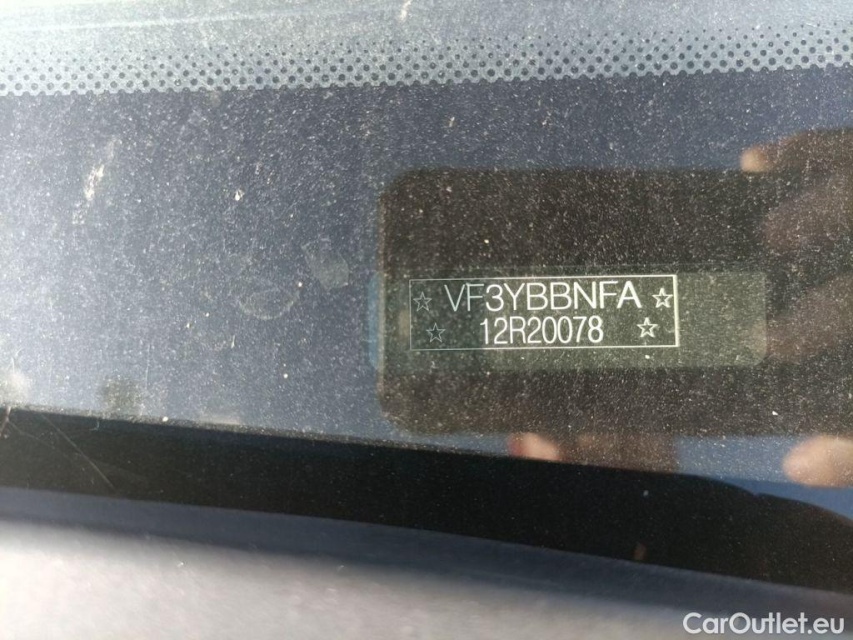 ☆ VF3YBBNFA ☆
☆ 12R20078 ☆
CarOutlet.eu